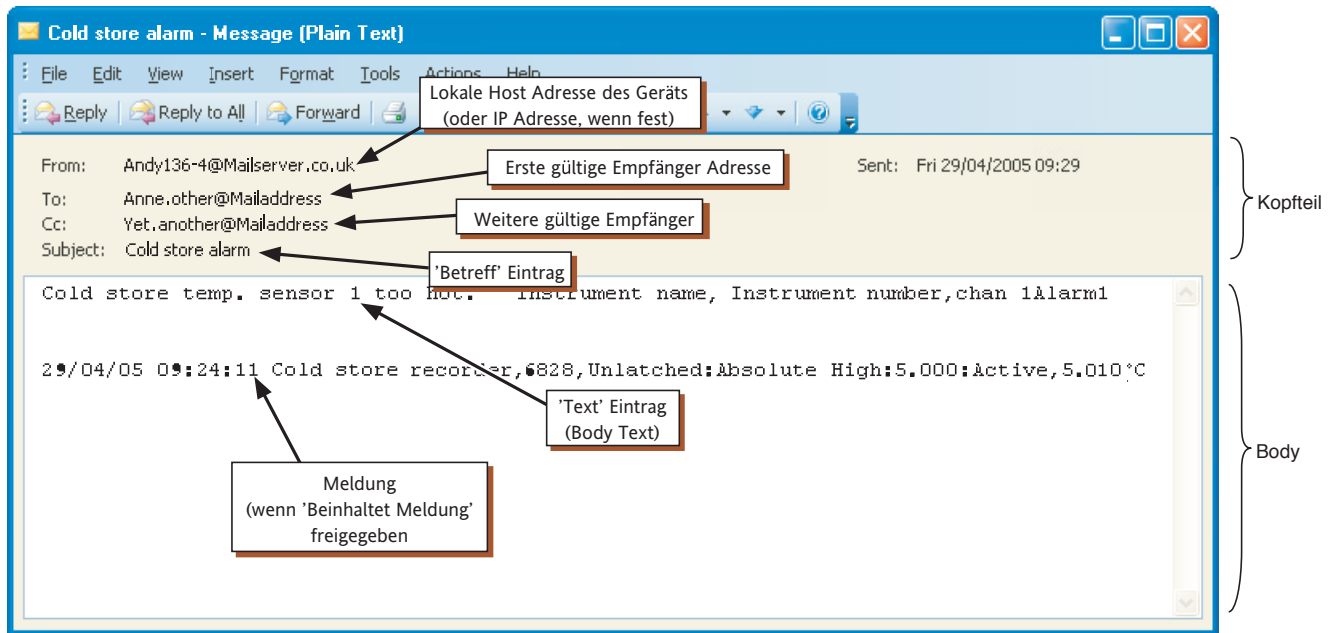 Cold store alarm - Message (Plain Text)
File Edit View Insert Format Tools Actions Help
Reply Reply to All Forward
Lokale Host Adresse des Geräts
(oder IP Adresse, wenn fest)
From: Andy136-4@Mailserver.co.uk
Erste gültige Empfänger Adresse
Sent: Fri 29/04/2005 09:29
To: Anne.other@Mailaddress
Cc: Yet.another@Mailaddress
Weitere gültige Empfänger
Subject: Cold store alarm
'Betreff' Eintrag
Kopfteil
Cold store temp. sensor 1 too hot. Instrument name, Instrument number,chan 1Alarm1
29/04/05 09:24:11 Cold store recorder,6828,Unlatched:Absolute High:5.000:Active,5.010°C
'Text' Eintrag
(Body Text)
Meldung
(wenn 'Beinhaltet Meldung'
freigegeben
Body